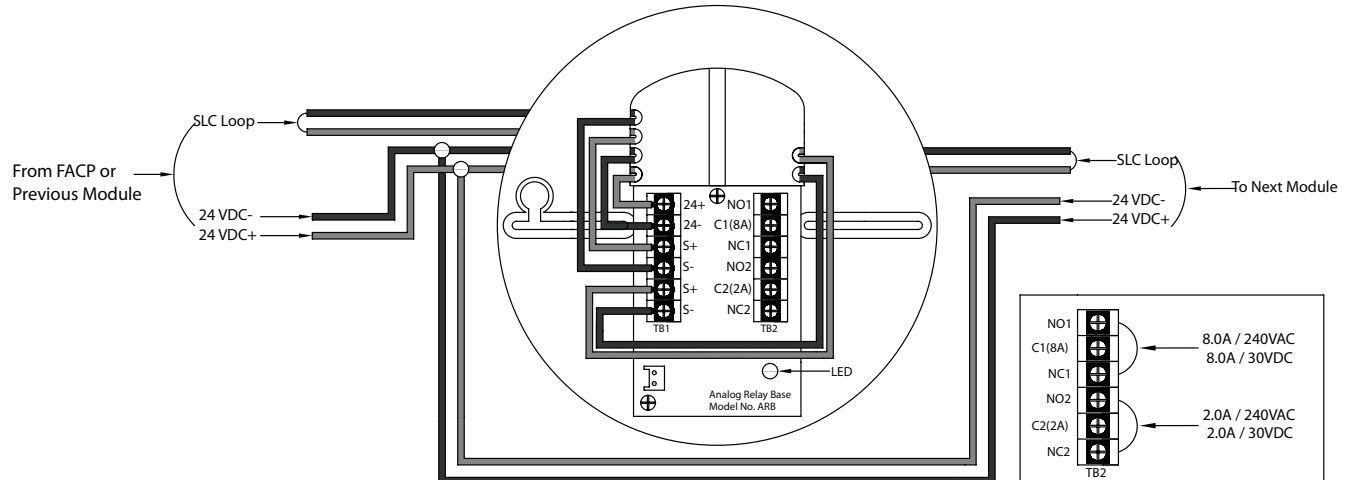 SLC Loop
From FACP or
Previous Module
24 VDC-
24 VDC+
24+
24-
S+
S-
S+
S-
TB1
NO1
C1(8A)
NC1
NO2
C2(2A)
NC2
TB2
LED
Analog Relay Base
Model No. ARB
SLC Loop
24 VDC-
24 VDC+
To Next Module
NO1
C1(8A)
NC1
NO2
C2(2A)
NC2
TB2
8.0A / 240VAC
8.0A / 30VDC
2.0A / 240VAC
2.0A / 30VDC